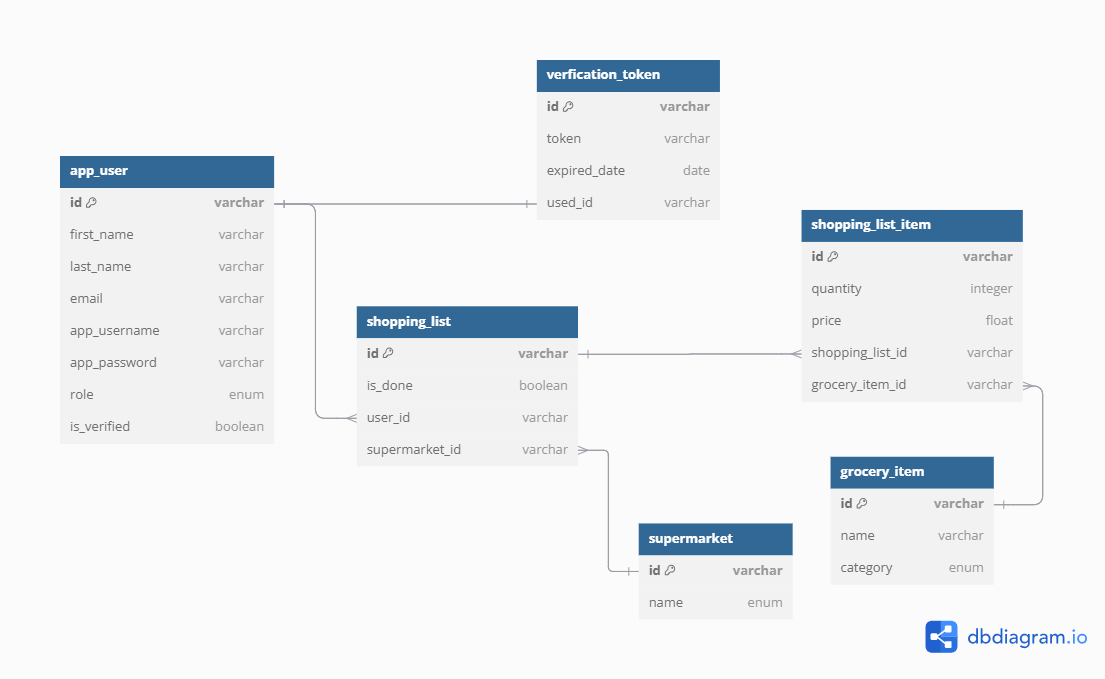 verfication_token
id varchar
token varchar
expired_date date
used_id varchar
app_user
id varchar
first_name varchar
last_name varchar
email varchar
app_username varchar
app_password varchar
role enum
is_verified boolean
shopping_list_item
id varchar
quantity integer
price float
shopping_list_id varchar
grocery_item_id varchar
shopping_list
id varchar
is_done boolean
user_id varchar
supermarket_id varchar
grocery_item
id varchar
name varchar
category enum
supermarket
id varchar
name enum
dbdiagram.io